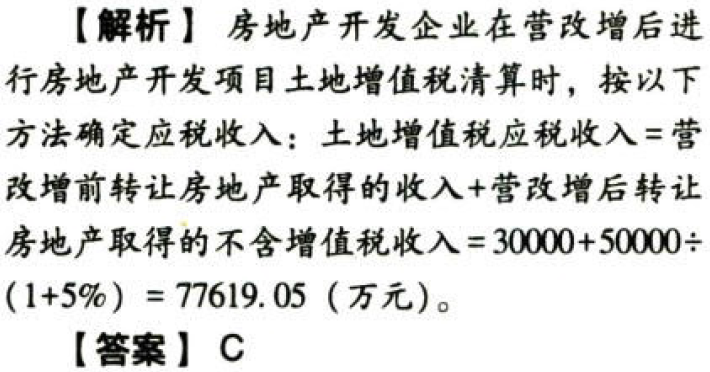 【解析】 房地产开发企业在营改增后进
行房地产开发项目土地增值税清算时，按以下
方法确定应税收入：土地增值税应税收入=营
改增前转让房地产取得的收入+营改增后转让
房地产取得的不含增值税收入=30000+50000÷
(1+5%) = 77619.05 (万元)。
【答案】 C